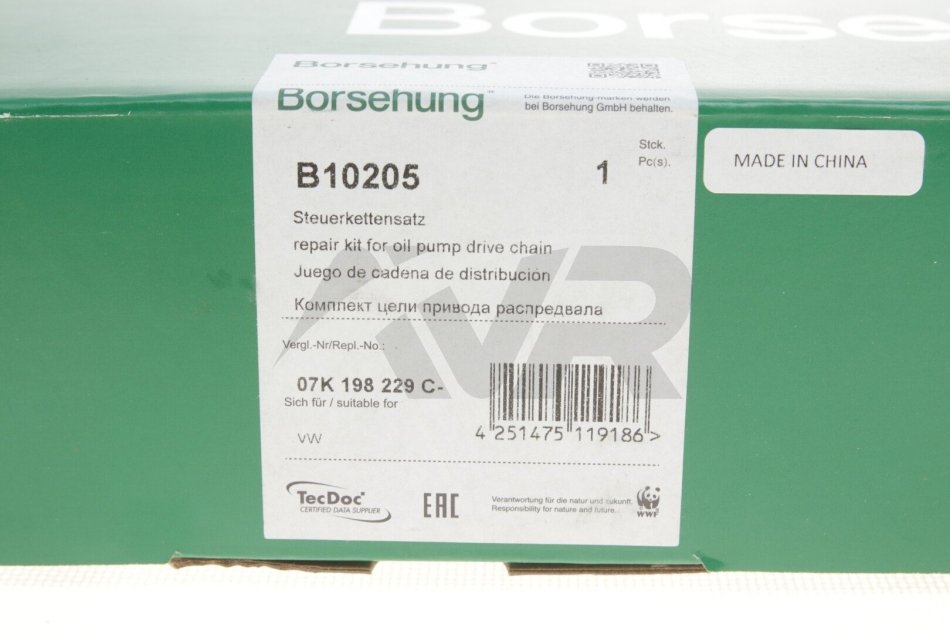 Borsehung
Borsehung
Borsehung
Die Borsehung-marken werden
bei Borsehung GmbH behalten.
MADE IN CHINA
B10205
1
Stck.
Pc(s).
Steuerkettensatz
repair kit for oil pump drive chain
Juego de cadena de distribución
Комплект цели привода распредвала
Vergl.-Nr/Repl.-No.:
07K 198 229 C-
Sich für / suitable for
VW
4 251475 119186 >
TecDoc®
CERTIFIED DATA SUPPLIER
EAC
Verantwortung für die natur und zukunft.
Responsibility for nature and future.
WWF
VR